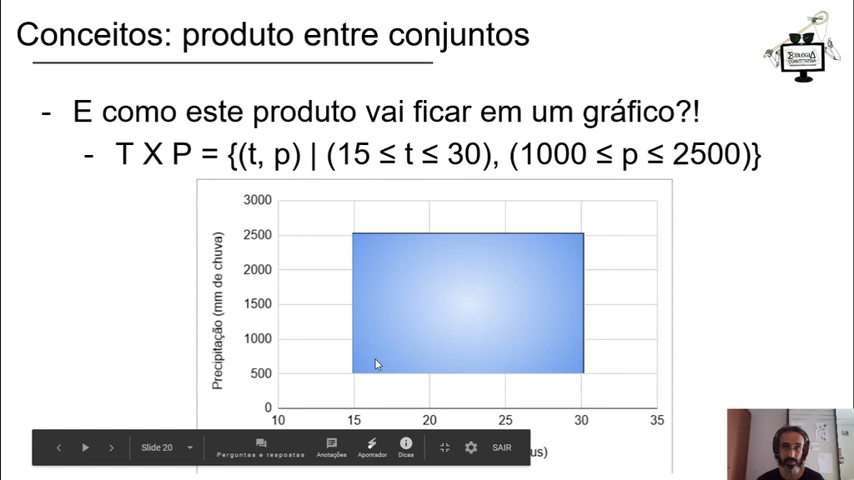 Conceitos: produto entre conjuntos
ECOLOGIA
QUANTITATIVA
- E como este produto vai ficar em um gráfico?!
- T X P = {(t, p) | (15 ≤ t ≤ 30), (1000 ≤ p ≤ 2500)}
Precipitação (mm de chuva)
3000
2500
2000
1500
1000
500
0
10 15 20 25 30 35
us)
Slide 20
Perguntas e respostas
Anotações
Apontador
Dicas
SAIR